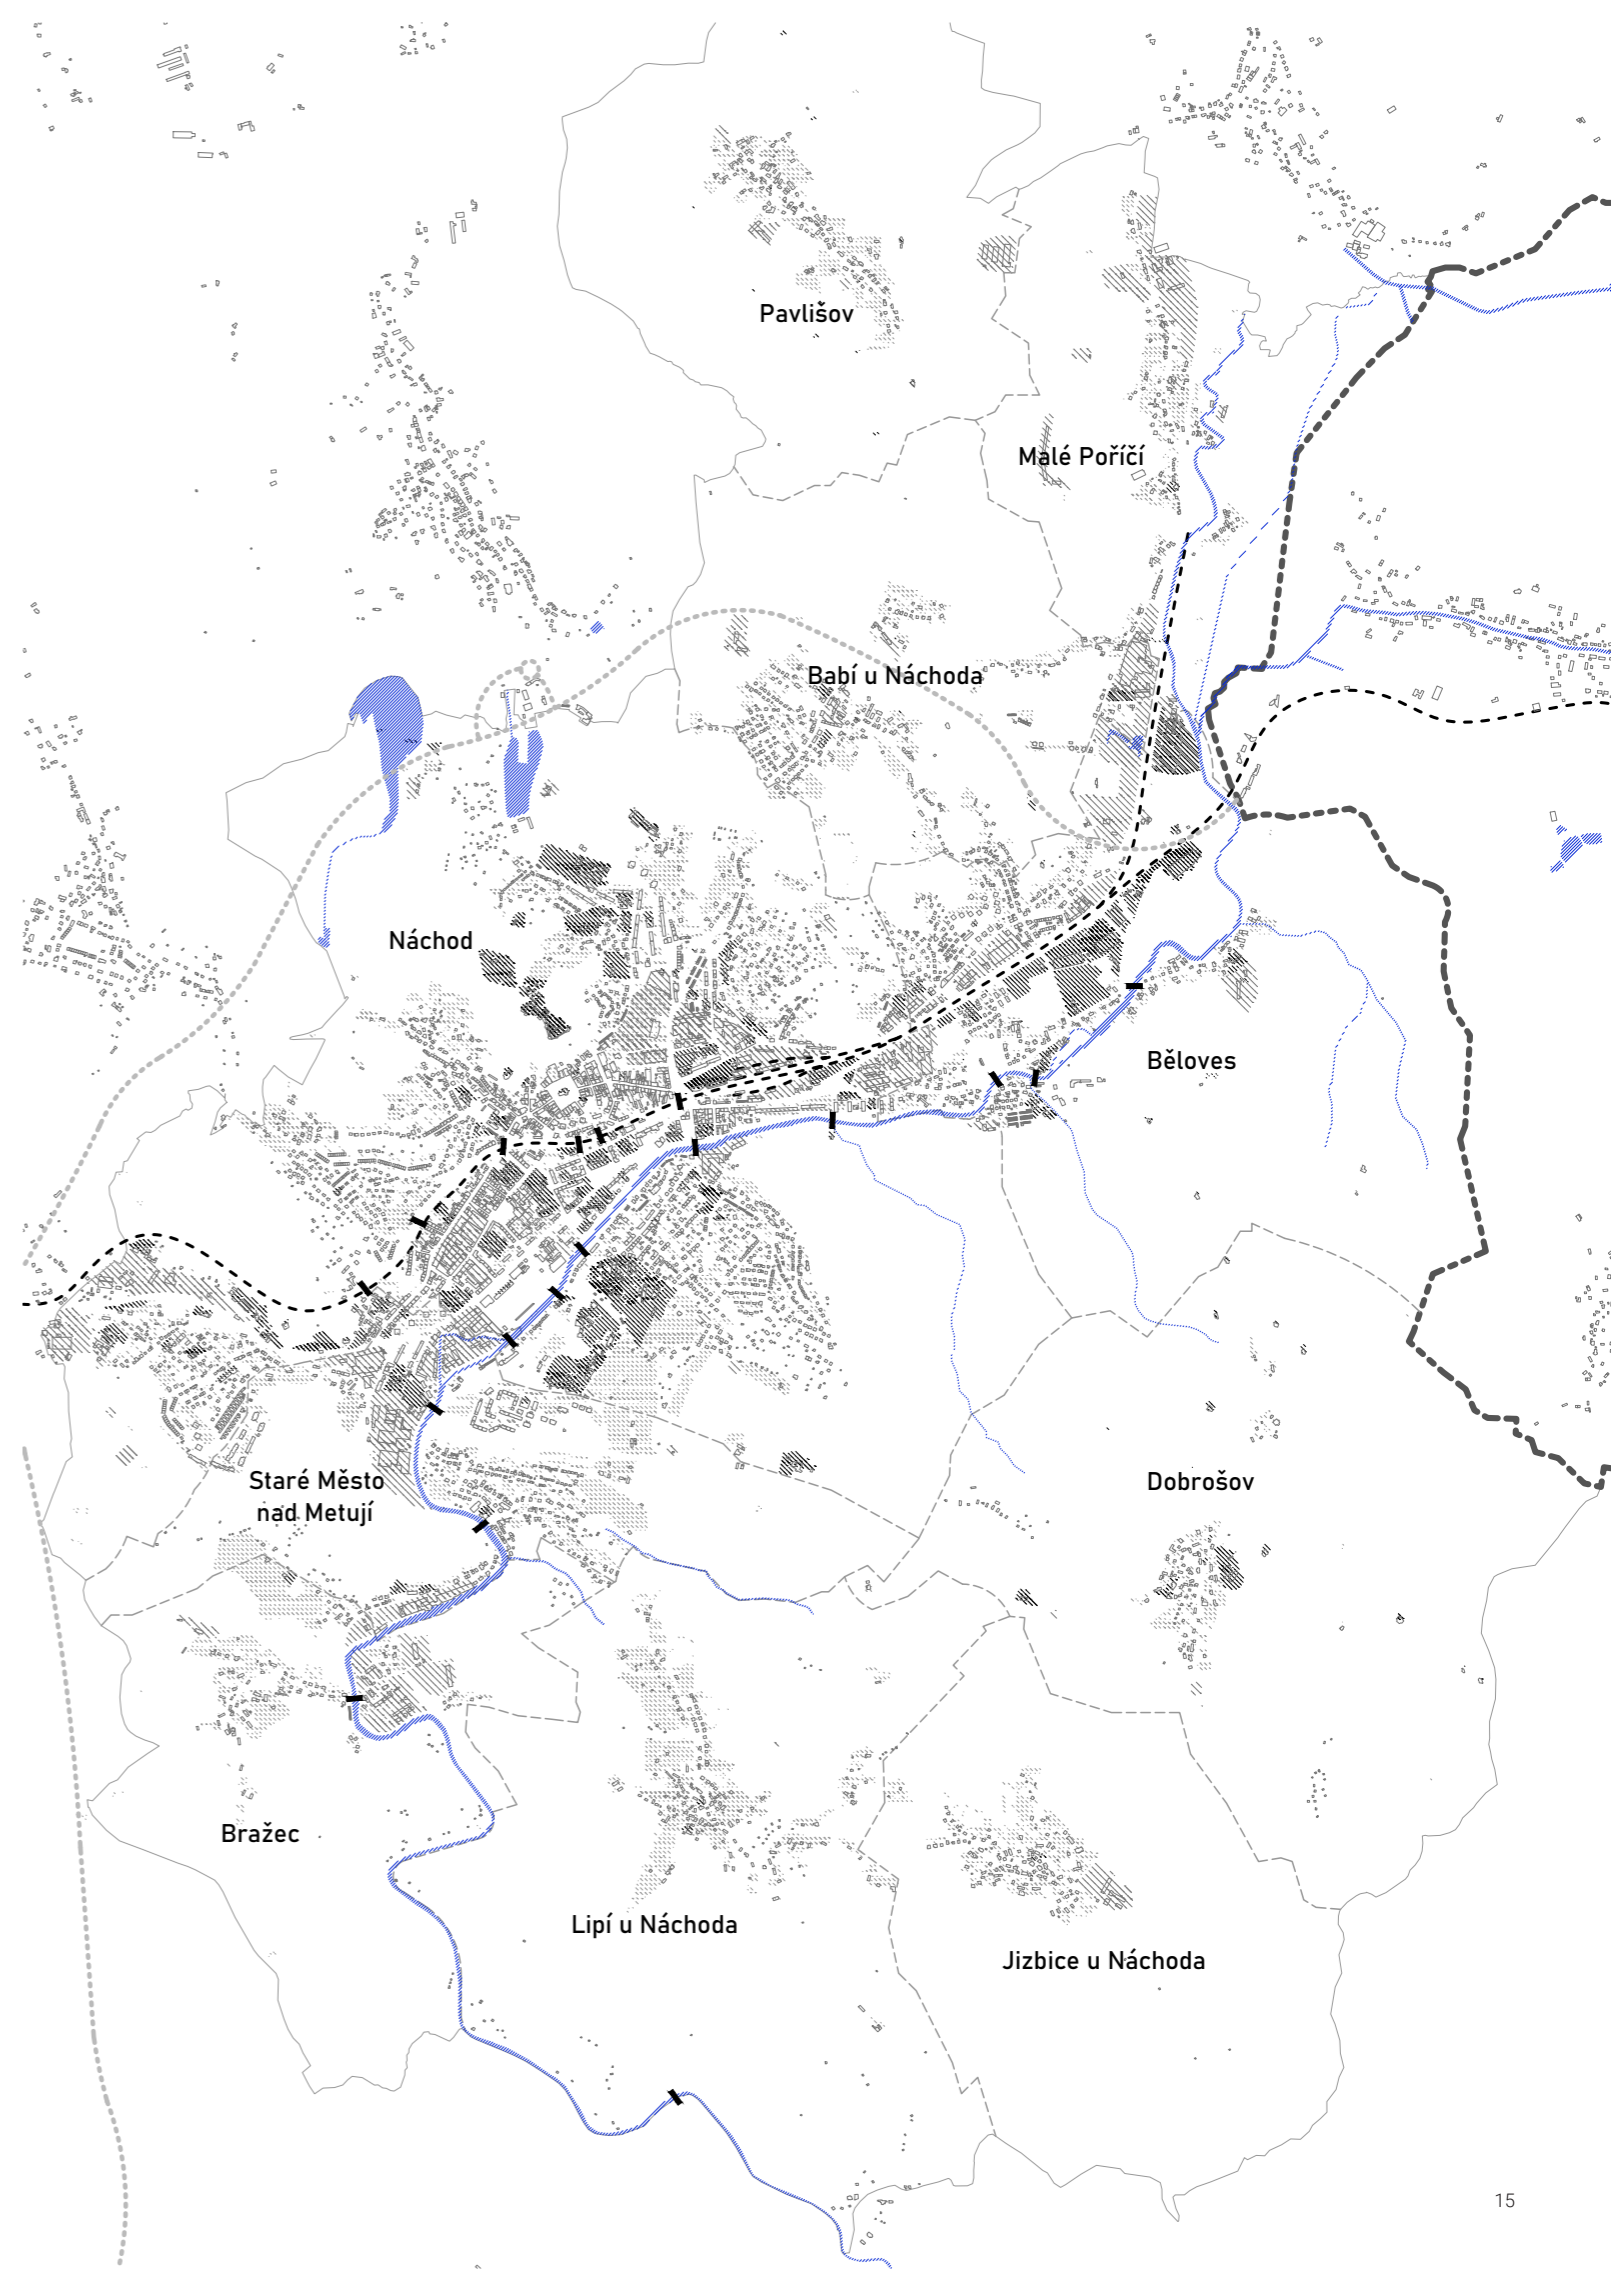 Pavlišov
Malé Poříčí
Babí u Náchoda
Náchod
Běloves
Staré Město
nad Metují
Dobrošov
Bražec
Lipí u Náchoda
Jizbice u Náchoda
15